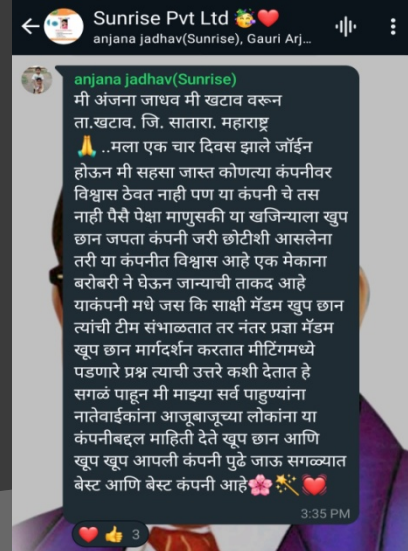 Sunrise Pvt Ltd 🥳❤️
anjana jadhav(Sunrise), Gauri Arj...
anjana jadhav(Sunrise)
मी अंजना जाधव मी खटाव वरून
ता.खटाव. जि. सातारा. महाराष्ट्र
🙏 ..मला एक चार दिवस झाले जॉईन
होऊन मी सहसा जास्त कोणत्या कंपनीवर
विश्वास ठेवत नाही पण या कंपनी चे तस
नाही पैसै पेक्षा माणुसकी या खजिन्याला खुप
छान जपता कंपनी जरी छोटीशी आसलेना
तरी या कंपनीत विश्वास आहे एक मेकाना
बरोबरी ने घेऊन जान्याची ताकद आहे
याकंपनी मधे जस कि साक्षी मॅडम खुप छान
त्यांची टीम संभाळतात तर नंतर प्रज्ञा मॅडम
खूप छान मार्गदर्शन करतात मीटिंगमध्ये
पडणारे प्रश्न त्याची उत्तरे कशी देतात हे
सगळं पाहून मी माझ्या सर्व पाहुण्यांना
नातेवाईकांना आजूबाजूच्या लोकांना या
कंपनीबद्दल माहिती देते खूप छान आणि
खूप खूप आपली कंपनी पुढे जाऊ सगळ्यात
बेस्ट आणि बेस्ट कंपनी आहे🌸🪄💓
3:35 PM
❤️👍 3